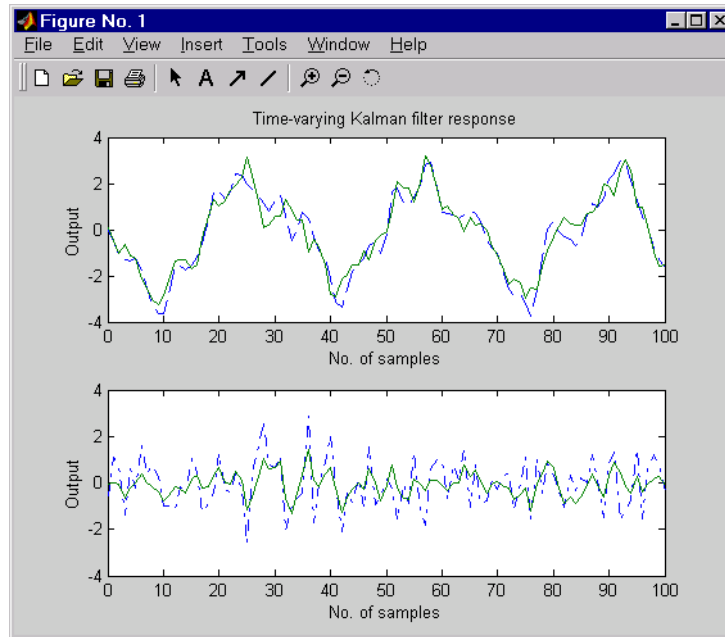 Figure No. 1
File Edit View Insert Tools Window Help
A
Time-varying Kalman filter response
4
2
0
-2
-4
Output
0 10 20 30 40 50 60 70 80 90 100
No. of samples
4
2
0
-2
-4
Output
0 10 20 30 40 50 60 70 80 90 100
No. of samples